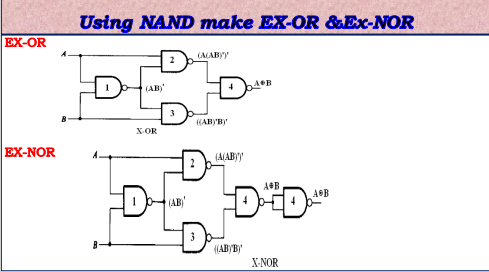 Using NAND make EX-OR &Ex-NOR
EX-OR
A
2
(A(AB)')'
1
(AB)'
4
A⊕B
3
B
((AB)'B)'
X-OR
EX-NOR
A
2
(A(AB)')'
A⊕B
A⊕B
1
(AB)'
4
4
3
B
((AB)'B)'
X-NOR